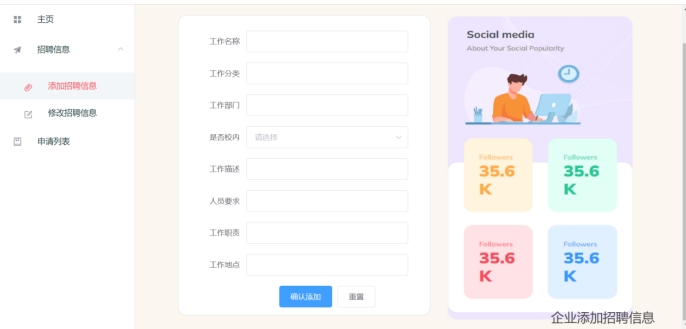 主页
招聘信息
添加招聘信息
修改招聘信息
申请列表
工作名称
工作分类
工作部门
是否校内 请选择
工作描述
人员要求
工作职责
工作地点
确认添加 重置
Social media
About Your Social Popularity
Followers
35.6
K
Followers
35.6
K
Followers
35.6
K
Followers
35.6
K
企业添加招聘信息